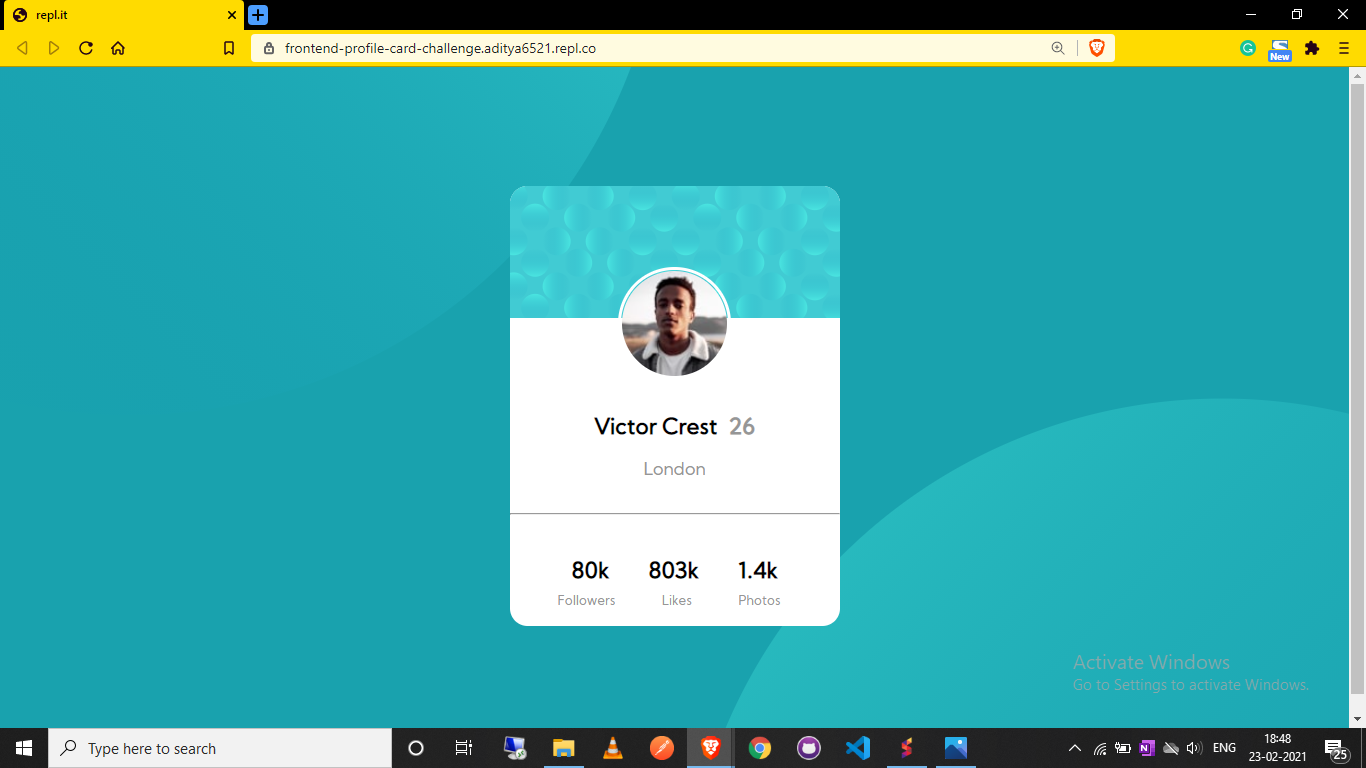 repl.it
frontend-profile-card-challenge.aditya6521.repl.co
New
Victor Crest 26
London
80k 803k 1.4k
Followers Likes Photos
Activate Windows
Go to Settings to activate Windows.
Type here to search
ENG
18:48
23-02-2021
25